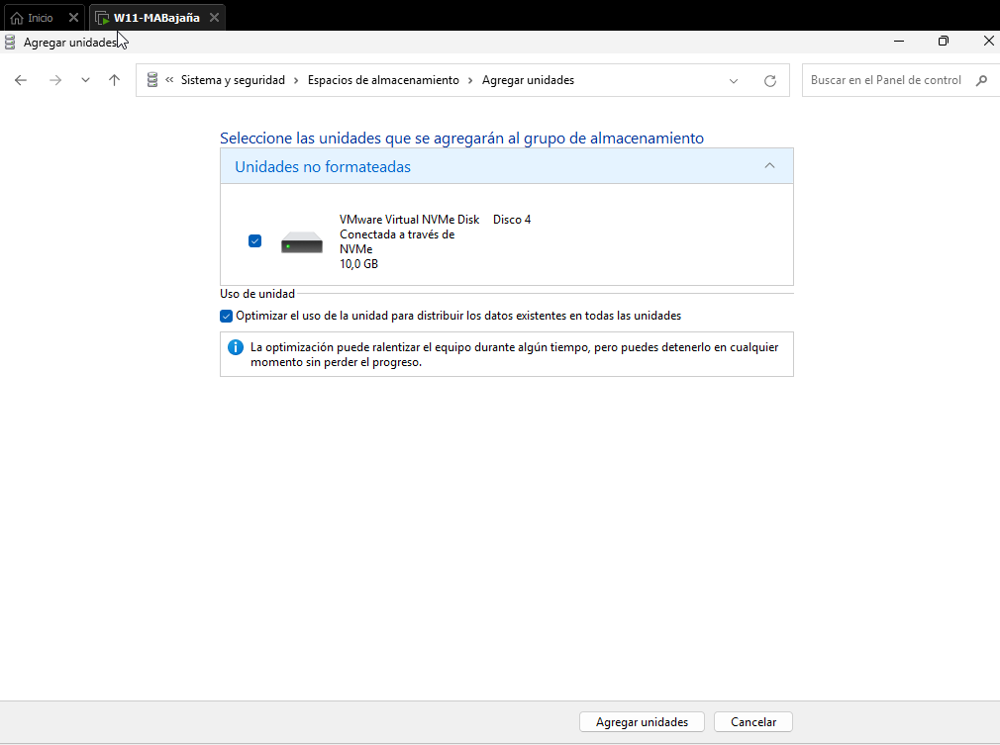 Inicio
W11-MABajaña
Agregar unidades
« Sistema y seguridad > Espacios de almacenamiento > Agregar unidades
Buscar en el Panel de control
Seleccione las unidades que se agregarán al grupo de almacenamiento
Unidades no formateadas
VMware Virtual NVMe Disk Disco 4
Conectada a través de
NVMe
10,0 GB
Uso de unidad
Optimizar el uso de la unidad para distribuir los datos existentes en todas las unidades
La optimización puede ralentizar el equipo durante algún tiempo, pero puedes detenerlo en cualquier
momento sin perder el progreso.
Agregar unidades
Cancelar